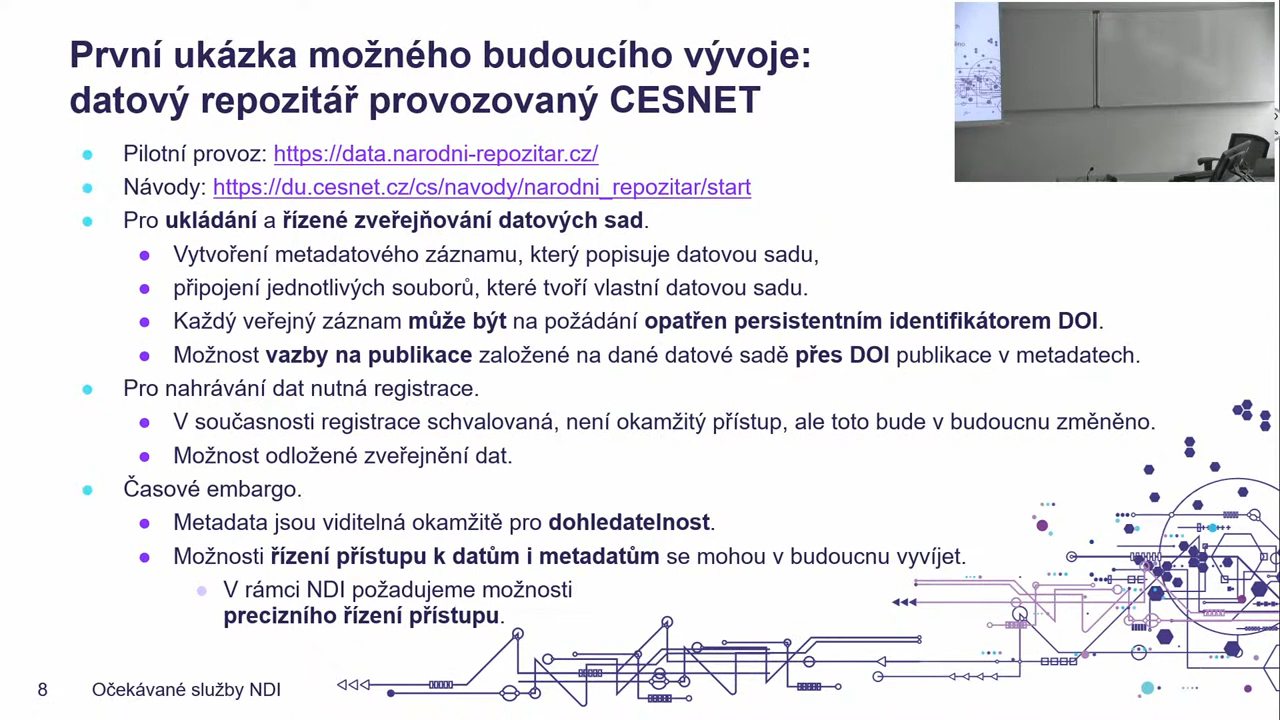 První ukázka možného budoucího vývoje:
datový repozitář provozovaný CESNET
Pilotní provoz: https://data.narodni-repozitar.cz/
Návody: https://du.cesnet.cz/cs/navody/narodni_repozitar/start
Pro ukládání a řízené zveřejňování datových sad.
Vytvoření metadatového záznamu, který popisuje datovou sadu,
připojení jednotlivých souborů, které tvoří vlastní datovou sadu.
Každý veřejný záznam může být na požádání opatřen persistentním identifikátorem DOI.
Možnost vazby na publikace založené na dané datové sadě přes DOI publikace v metadatech.
Pro nahrávání dat nutná registrace.
V současnosti registrace schvalovaná, není okamžitý přístup, ale toto bude v budoucnu změněno.
Možnost odložené zveřejnění dat.
Časové embargo.
Metadata jsou viditelná okamžitě pro dohledatelnost.
Možnosti řízení přístupu k datům i metadatům se mohou v budoucnu vyvíjet.
V rámci NDI požadujeme možnosti
precizního řízení přístupu.
8 Očekávané služby NDI